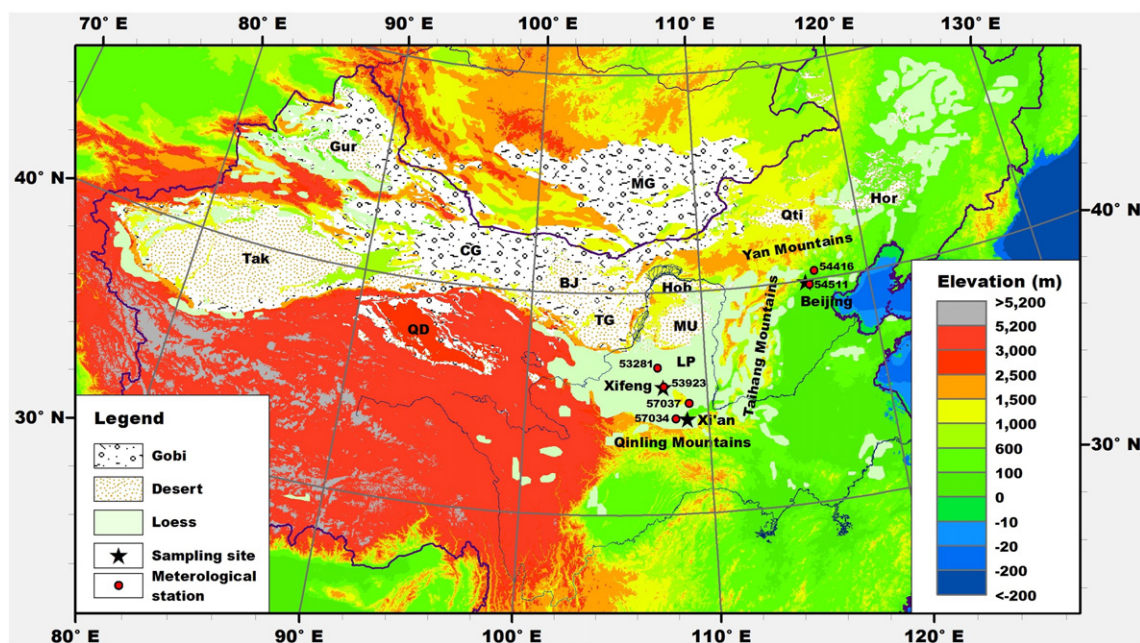 70° E
80° E
90° E
100° E
110° E
120° E
130° E
40° N
40° N
30° N
30° N
Gur
MG
Hor
Qti
Tak
CG
Yan Mountains
BJ
Hob
54416
54511
Beijing
TG
MU
QD
Taihang Mountains
LP
53281
Xifeng
53923
57037
57034
Xi'an
Qinling Mountains
Legend
Gobi
Desert
Loess
Sampling site
Meterological
station
Elevation (m)
>5,200
5,200
3,000
2,500
1,500
1,000
600
100
0
-10
-20
-200
<-200
80° E
90° E
100° E
110° E
120° E